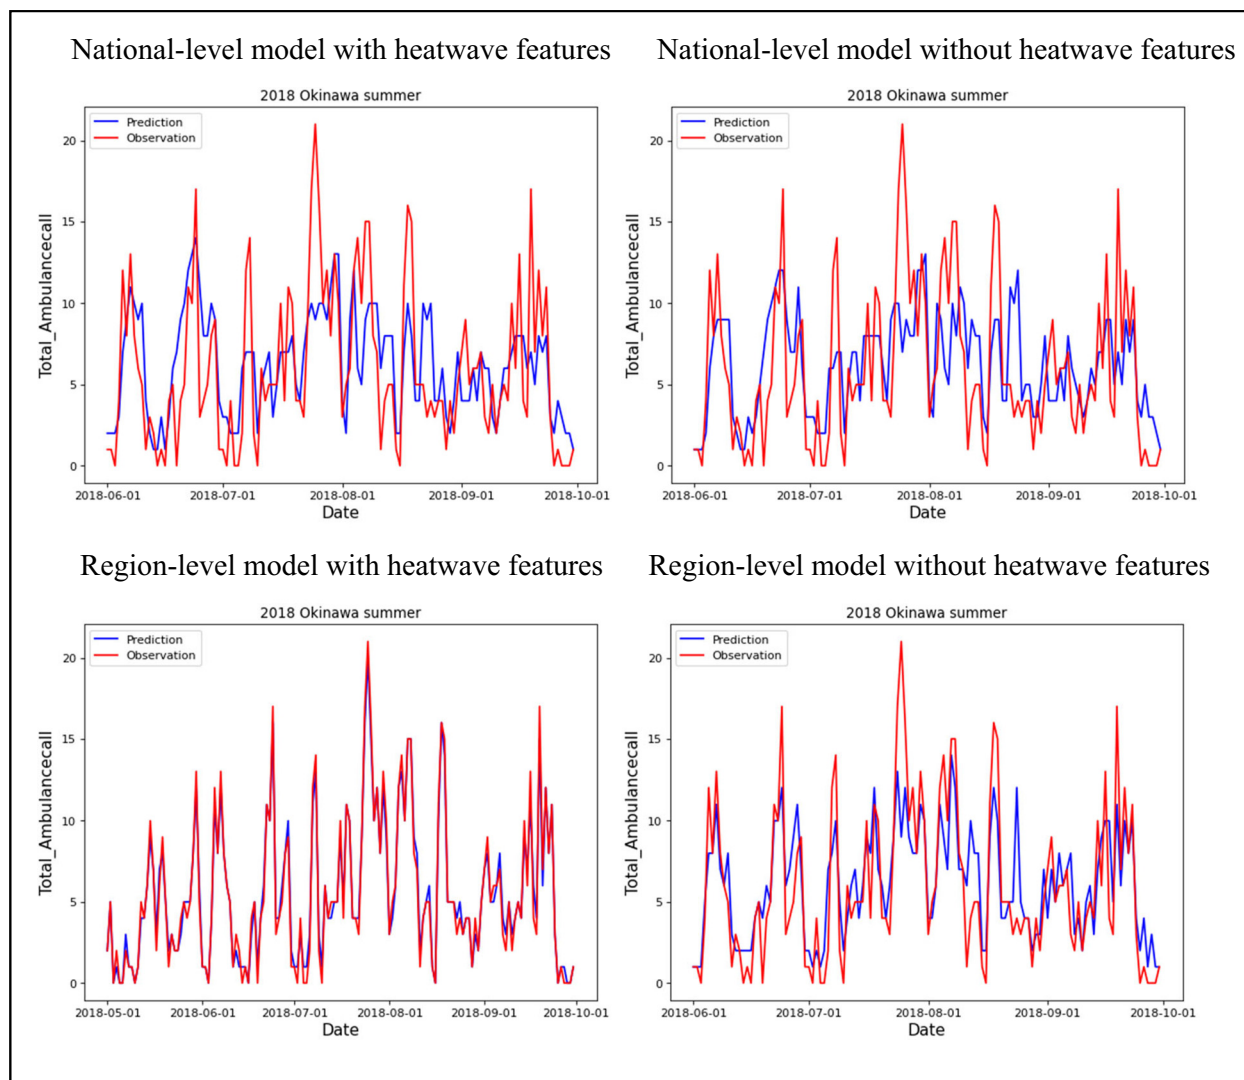 National-level model with heatwave features
National-level model without heatwave features
2018 Okinawa summer
Prediction
Observation
Total_Ambulancecall
20
15
10
5
0
2018-06-01 2018-07-01 2018-08-01 2018-09-01 2018-10-01
Date
2018 Okinawa summer
Prediction
Observation
Total_Ambulancecall
20
15
10
5
0
2018-06-01 2018-07-01 2018-08-01 2018-09-01 2018-10-01
Date
Region-level model with heatwave features
Region-level model without heatwave features
2018 Okinawa summer
Prediction
Observation
Total_Ambulancecall
20
15
10
5
0
2018-05-01 2018-06-01 2018-07-01 2018-08-01 2018-09-01 2018-10-01
Date
2018 Okinawa summer
Prediction
Observation
Total_Ambulancecall
20
15
10
5
0
2018-06-01 2018-07-01 2018-08-01 2018-09-01 2018-10-01
Date